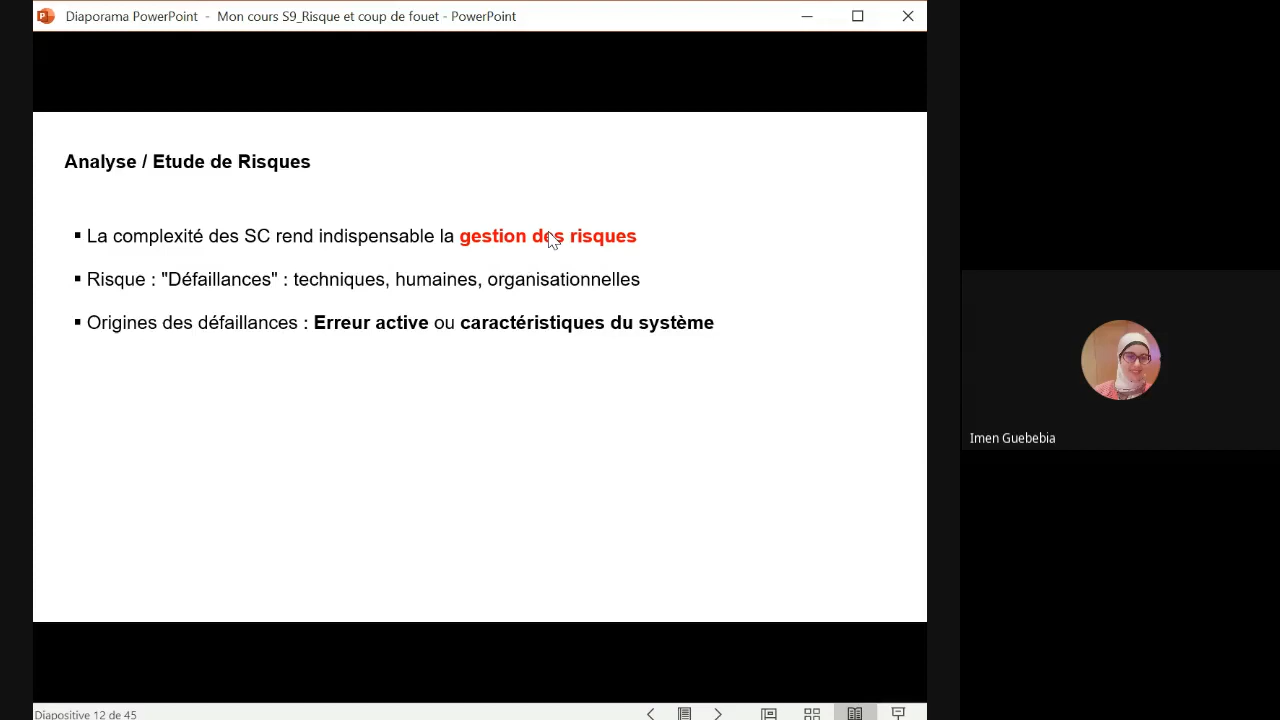 Diaporama PowerPoint - Mon cours S9_Risque et coup de fouet - PowerPoint
Analyse / Etude de Risques
▪ La complexité des SC rend indispensable la gestion des risques
▪ Risque : "Défaillances" : techniques, humaines, organisationnelles
▪ Origines des défaillances : Erreur active ou caractéristiques du système
Imen Guebebia
Diapositive 12 de 45